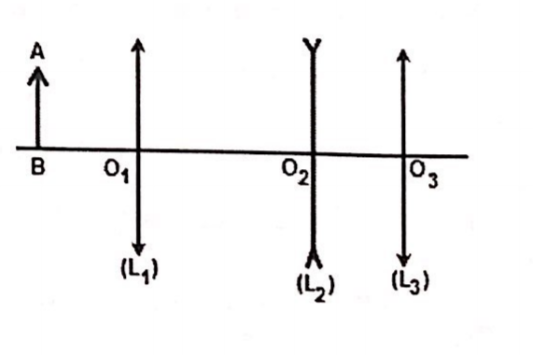 A
B
O₁
O₂
O₃
(L₁)
(L₂)
(L₃)